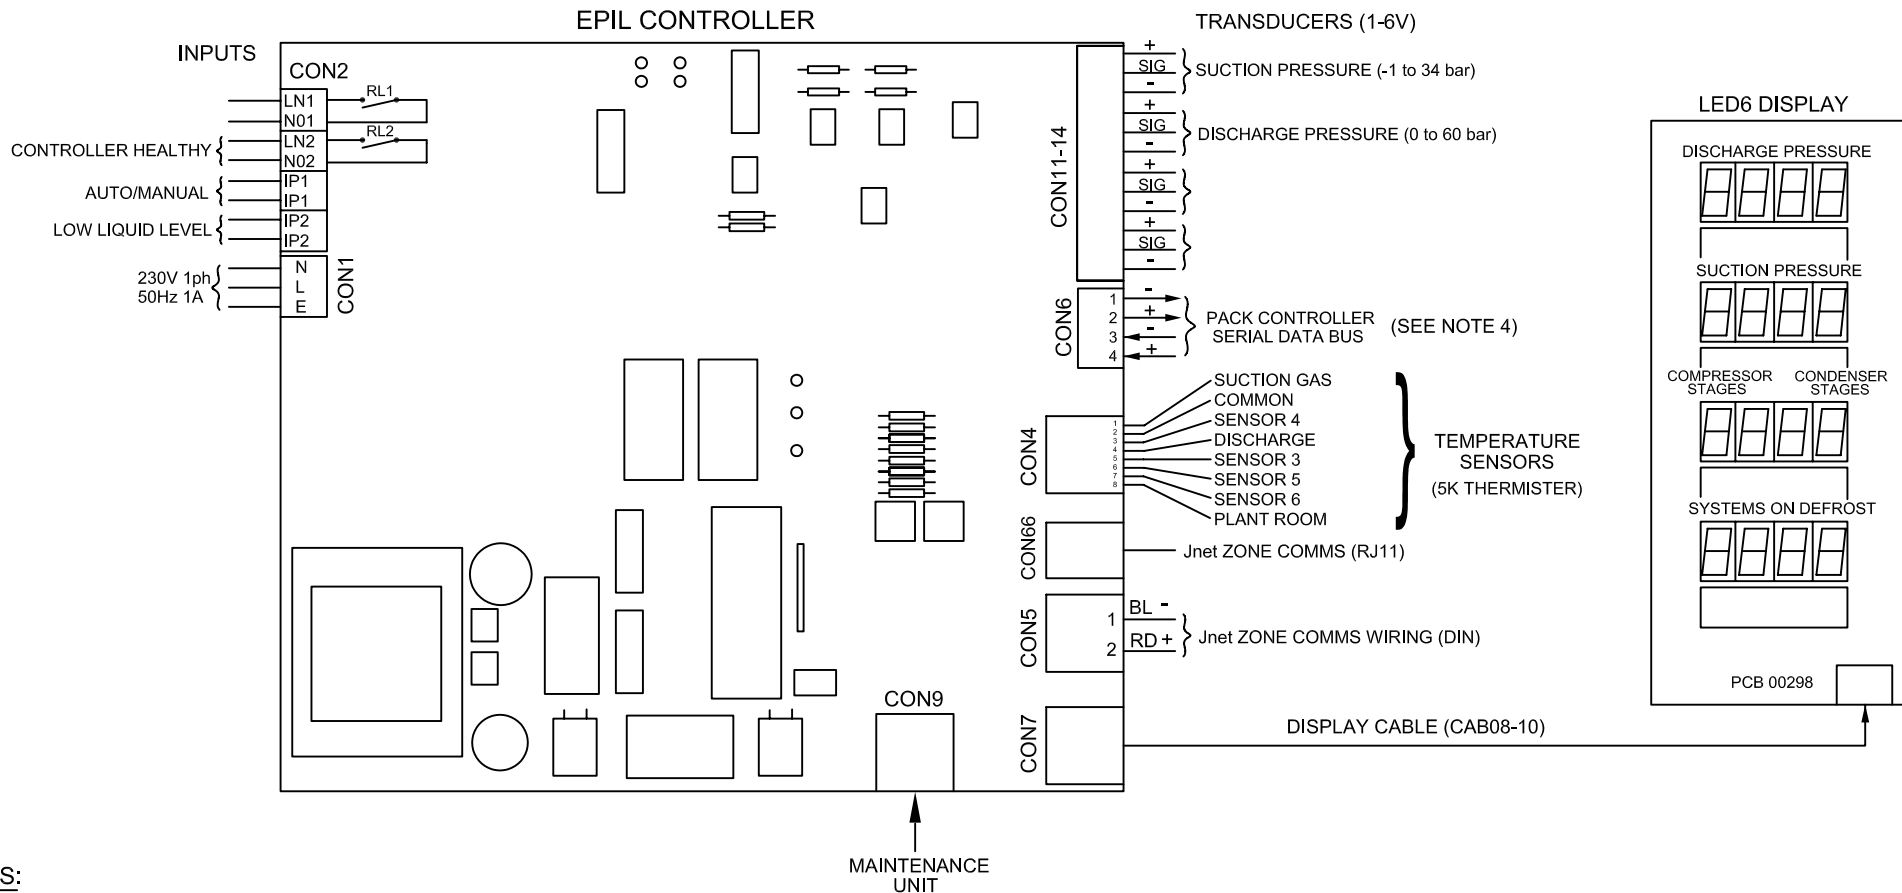 EPIL CONTROLLER
TRANSDUCERS (1-6V)
INPUTS
CON2
LN1
RL1
N01
CONTROLLER HEALTHY
LN2
RL2
N02
AUTO/MANUAL
IP1
IP1
LOW LIQUID LEVEL
IP2
IP2
230V 1ph
50Hz 1A
N
L
E
CON1
CON11-14
+
SIG
-
SUCTION PRESSURE (-1 to 34 bar)
+
SIG
-
DISCHARGE PRESSURE (0 to 60 bar)
+
SIG
-
+
SIG
-
CON6
1 -
2 +
3 -
4 +
PACK CONTROLLER
SERIAL DATA BUS
(SEE NOTE 4)
CON4
1
2
3
4
5
6
7
8
SUCTION GAS
COMMON
SENSOR 4
DISCHARGE
SENSOR 3
SENSOR 5
SENSOR 6
PLANT ROOM
TEMPERATURE
SENSORS
(5K THERMISTER)
CON66
Jnet ZONE COMMS (RJ11)
CON5
1 BL -
2 RD +
Jnet ZONE COMMS WIRING (DIN)
CON7
DISPLAY CABLE (CAB08-10)
CON9
MAINTENANCE
UNIT
LED6 DISPLAY
DISCHARGE PRESSURE
SUCTION PRESSURE
COMPRESSOR
STAGES
CONDENSER
STAGES
SYSTEMS ON DEFROST
PCB 00298
S: